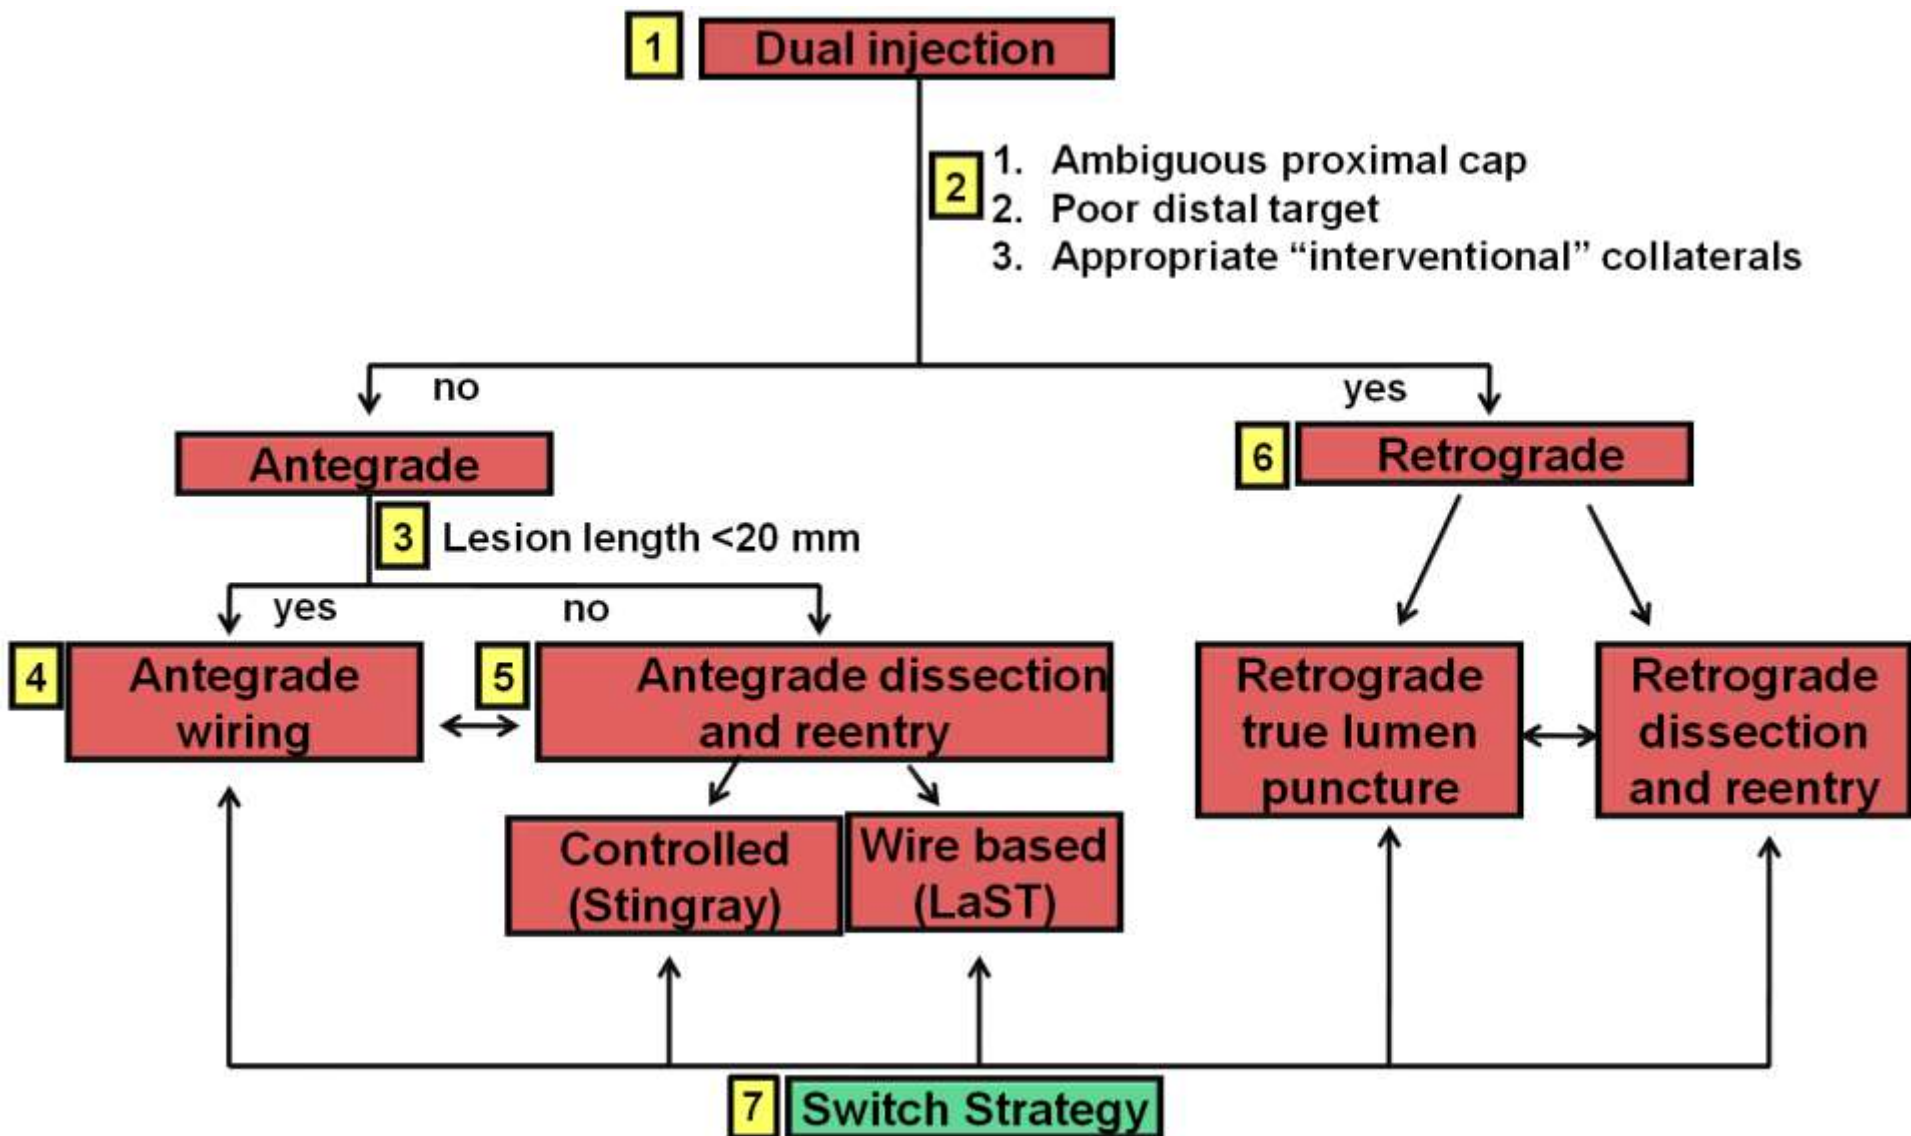 1 Dual injection
2
1. Ambiguous proximal cap
2. Poor distal target
3. Appropriate “interventional” collaterals
no
yes
Antegrade
6 Retrograde
3 Lesion length <20 mm
yes
no
4 Antegrade
wiring
5 Antegrade dissection
and reentry
Retrograde
true lumen
puncture
Retrograde
dissection
and reentry
Controlled
(Stingray)
Wire based
(LaST)
7 Switch Strategy